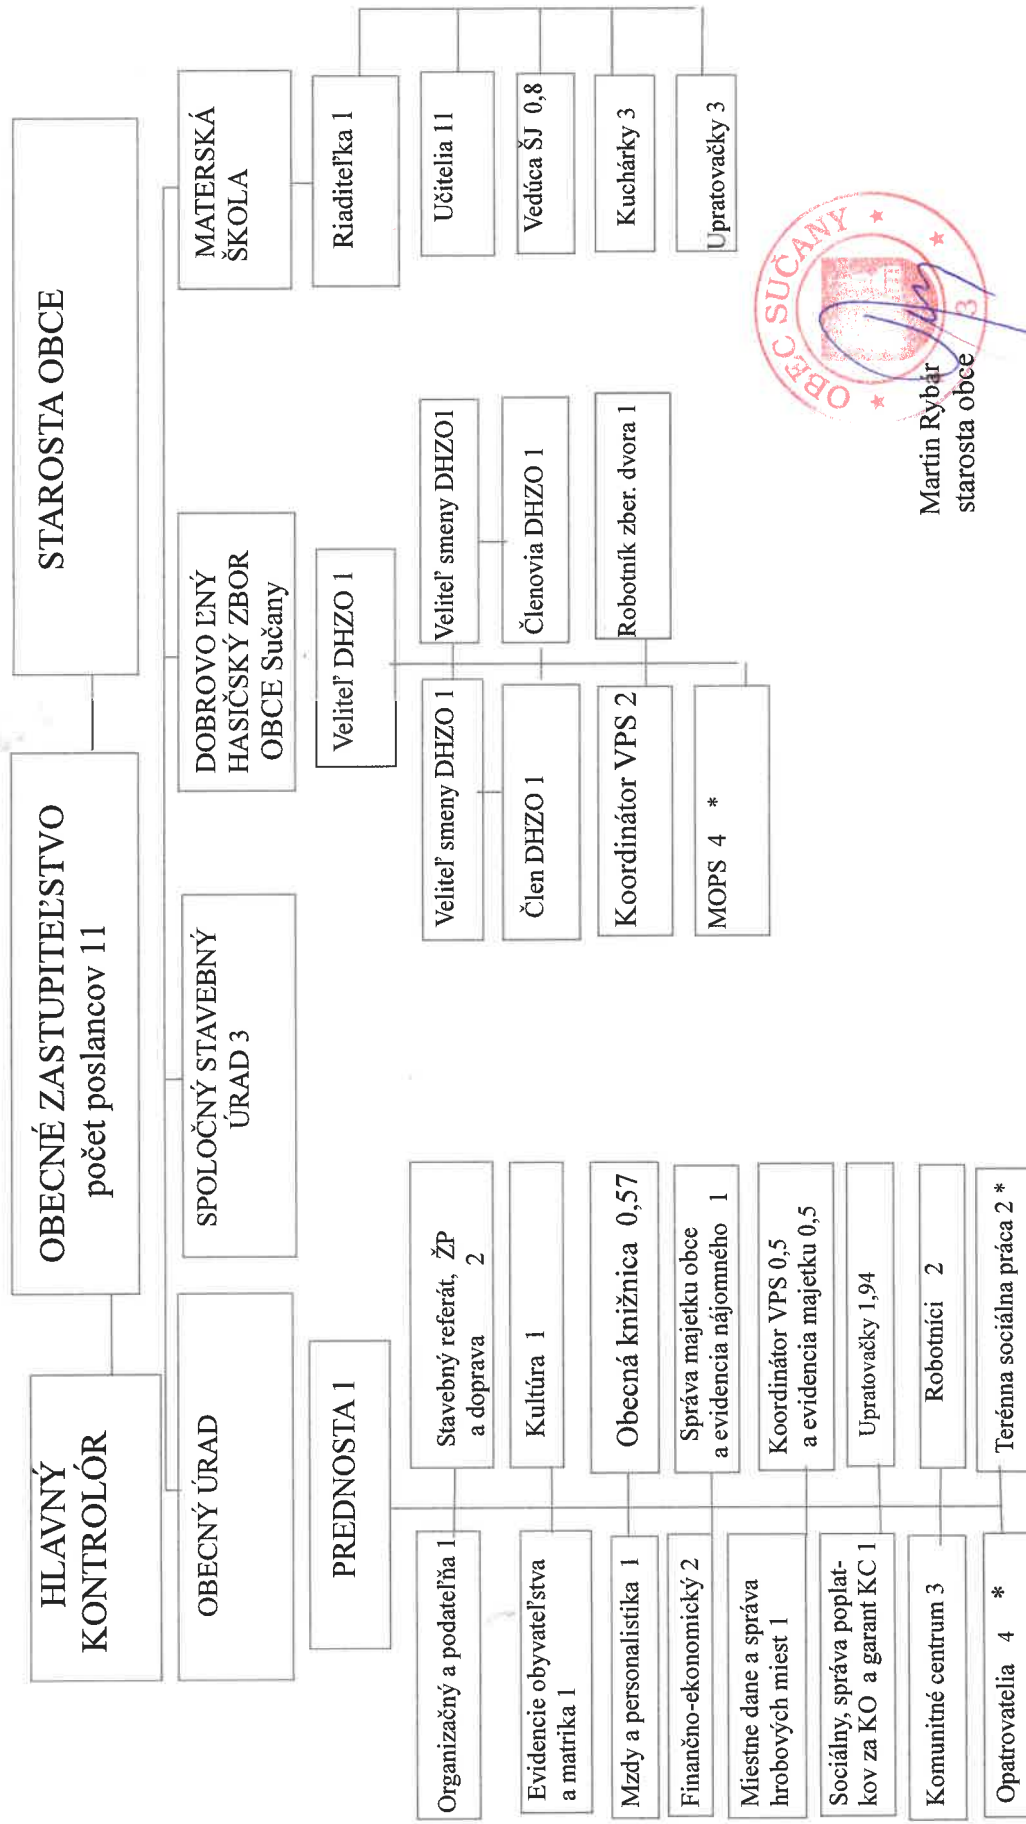 HLAVNÝ
KONTROLÓR
OBECNÉ ZASTUPITEĽSTVO
počet poslancov 11
STAROSTA OBCE
OBECNÝ ÚRAD
SPOLOČNÝ STAVEBNÝ
ÚRAD 3
DOBROVO ĽNÝ
HASIČSKÝ ZBOR
OBCE Sučany
MATERSKÁ
ŠKOLA
PREDNOSTA 1
Organizačný a podateľňa 1
Stavebný referát, ŽP
a doprava 2
Evidencie obyvateľstva
a matrika 1
Kultúra 1
Mzdy a personalistika 1
Obecná knižnica 0,57
Finančno-ekonomický 2
Správa majetku obce
a evidencia nájomného 1
Miestne dane a správa
hrobových miest 1
Koordinátor VPS 0,5
a evidencia majetku 0,5
Sociálny, správa poplat-
kov za KO a garant KC 1
Upratovačky 1,94
Komunitné centrum 3
Robotníci 2
Opatrovatelia 4 *
Terénna sociálna práca 2 *
Veliteľ DHZO 1
Veliteľ smeny DHZO 1
Veliteľ smeny DHZO1
Člen DHZO 1
Členovia DHZO 1
Koordinátor VPS 2
Robotník zber. dvora 1
MOPS 4 *
Riaditeľka 1
Učitelia 11
Vedúca ŠJ 0,8
Kuchárky 3
Upratovačky 3
OBEC SUČANY
3
Martin Rybár
starosta obce